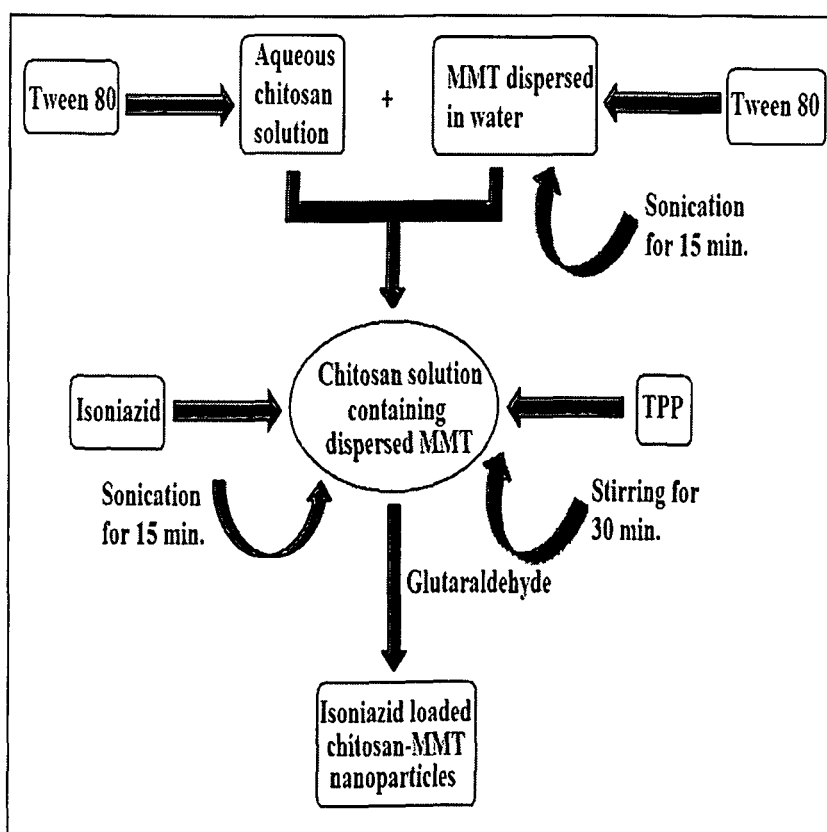 Tween 80
Aqueous
chitosan
solution
+
MMT dispersed
in water
Tween 80
Sonication
for 15 min.
Isoniazid
Chitosan solution
containing
dispersed MMT
TPP
Sonication
for 15 min.
Stirring for
30 min.
Glutaraldehyde
Isoniazid loaded
chitosan-MMT
nanoparticles